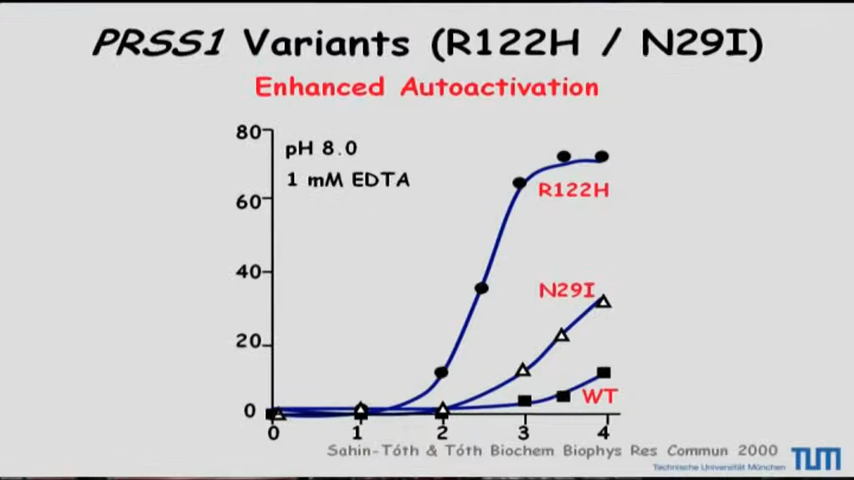 PRSS1 Variants (R122H / N29I)
Enhanced Autoactivation
80
pH 8.0
1 mM EDTA
60
R122H
40
N29I
20
WT
0
0 1 2 3 4
Sahin-Tóth & Tóth Biochem Biophys Res Commun 2000
Technische Universität München
TUM